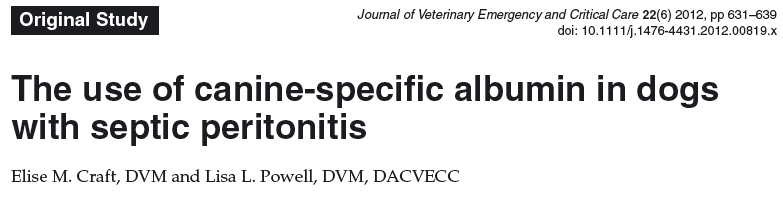 Original Study
Journal of Veterinary Emergency and Critical Care 22(6) 2012, pp 631–639
doi: 10.1111/j.1476-4431.2012.00819.x
The use of canine-specific albumin in dogs
with septic peritonitis
Elise M. Craft, DVM and Lisa L. Powell, DVM, DACVECC